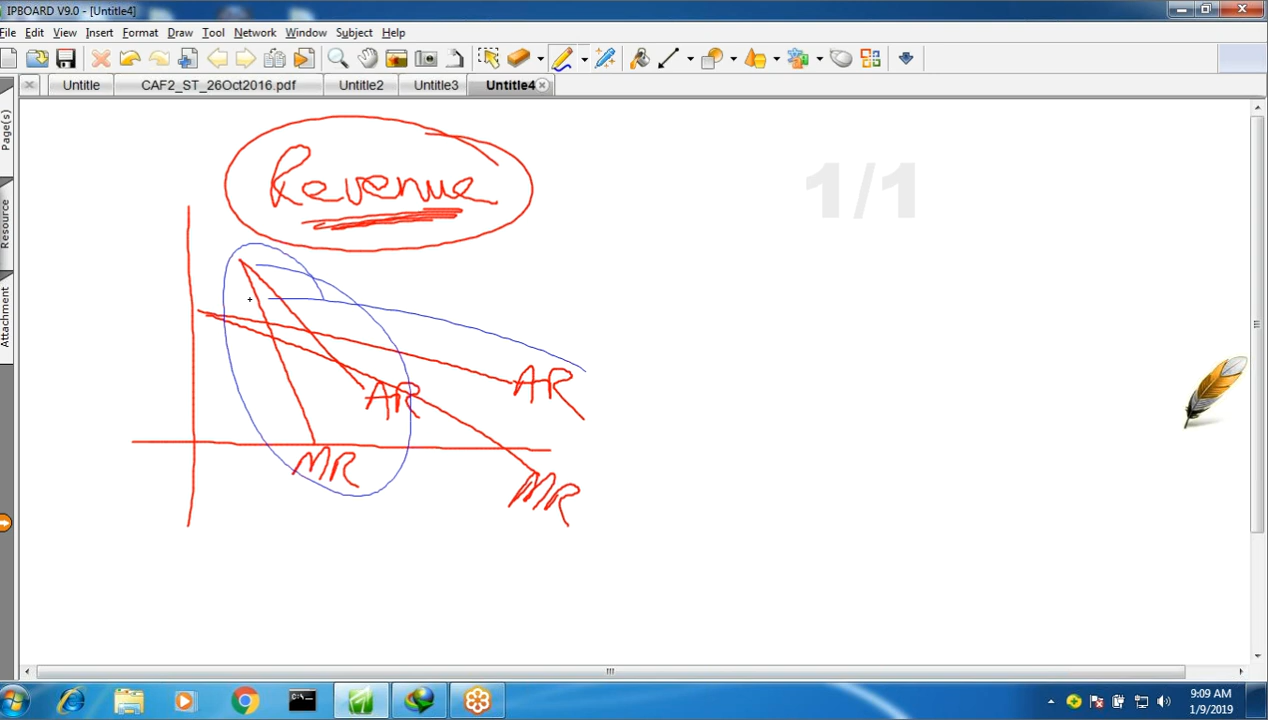 IPBOARD V9.0 - [Untitle4]
File Edit View Insert Format Draw Tool Network Window Subject Help
Untitle CAF2_ST_26Oct2016.pdf Untitle2 Untitle3 Untitle4
Page(s)
Resource
Attachment
1/1
Revenue
AR
AR
MR
MR
9:09 AM
1/9/2019